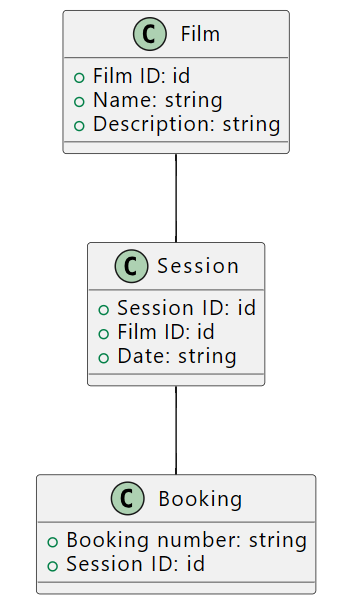 C Film
Film ID: id
Name: string
Description: string
C Session
Session ID: id
Film ID: id
Date: string
C Booking
Booking number: string
Session ID: id